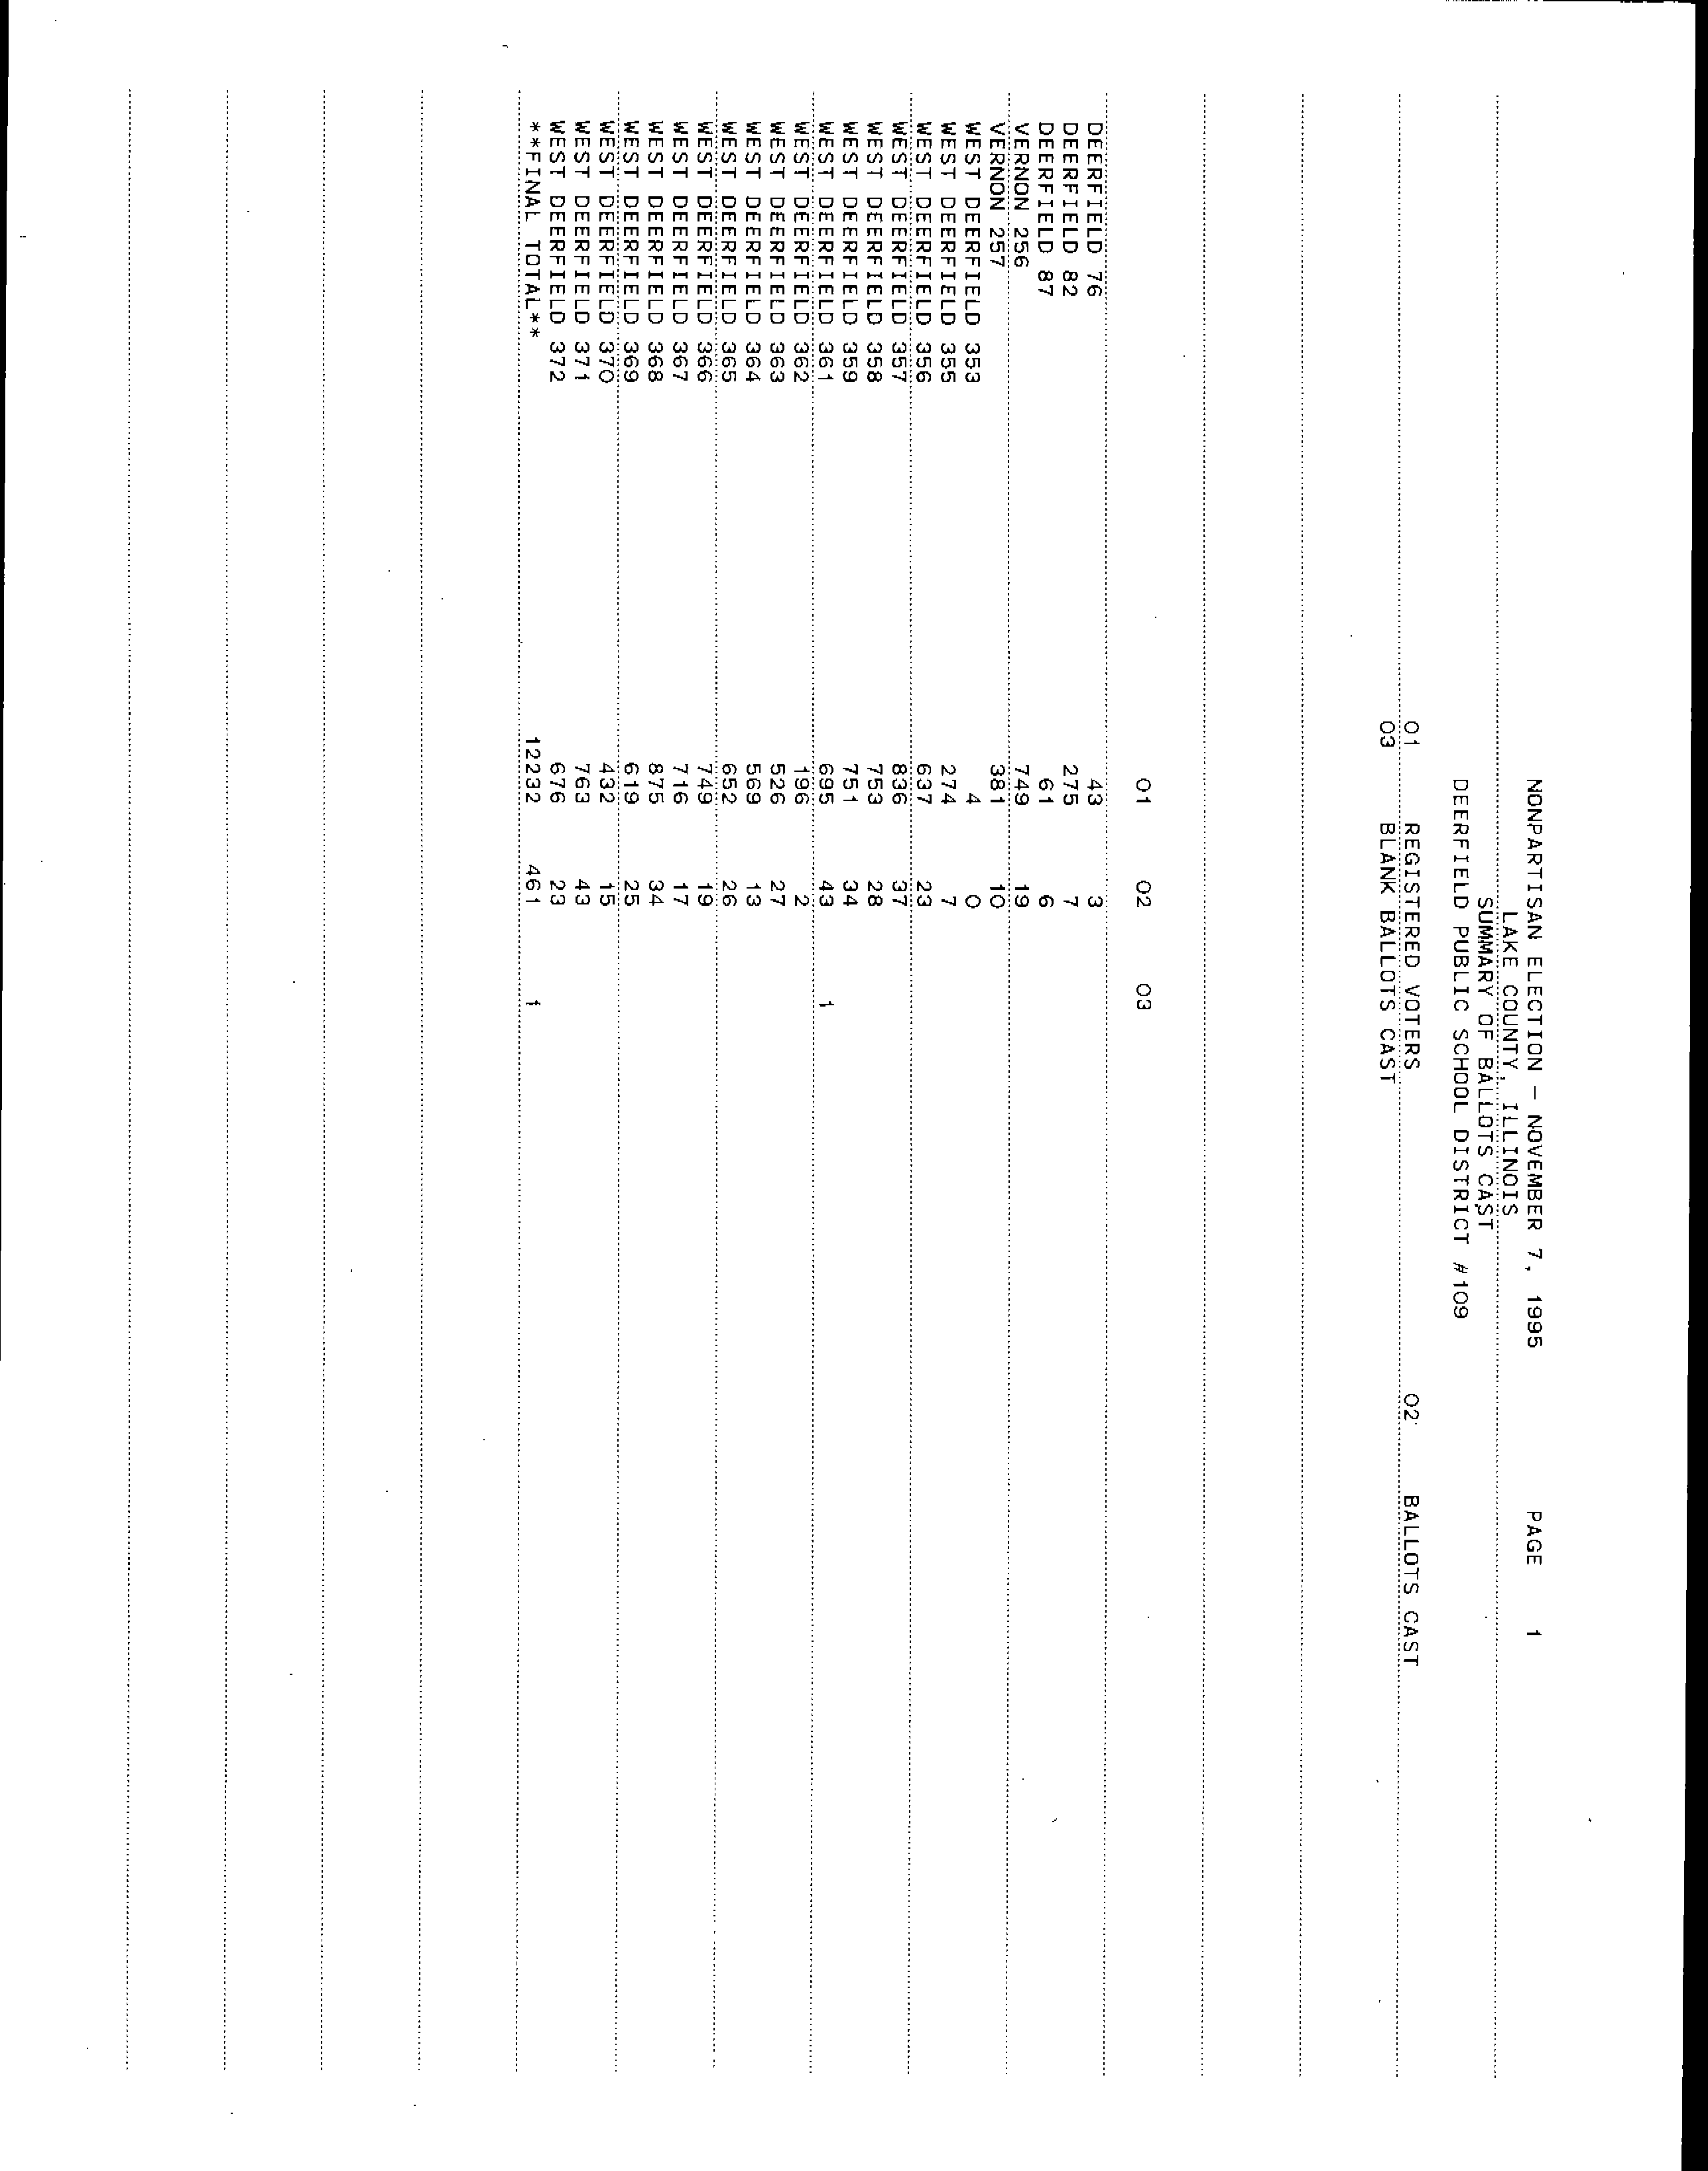 NONPARTISAN ELECTION - NOVEMBER 7, 1995 PAGE 1
LAKE COUNTY, ILLINOIS
SUMMARY OF BALLOTS CAST
DEERFIELD PUBLIC SCHOOL DISTRICT #109
01 REGISTERED VOTERS 02 BALLOTS CAST
03 BLANK BALLOTS CAST
01 02 03
DEERFIELD 76 43 3
DEERFIELD 82 275 7
DEERFIELD 87 61 6
VERNON 256 749 19
VERNON 257 381 10
WEST DEERFIELD 353 4 0
WEST DEERFIELD 355 274 7
WEST DEERFIELD 356 637 23
WEST DEERFIELD 357 836 37
WEST DEERFIELD 358 753 28
WEST DEERFIELD 359 751 34
WEST DEERFIELD 361 695 43 1
WEST DEERFIELD 362 196 2
WEST DEERFIELD 363 526 27
WEST DEERFIELD 364 569 13
WEST DEERFIELD 365 652 26
WEST DEERFIELD 366 749 19
WEST DEERFIELD 367 716 17
WEST DEERFIELD 368 875 34
WEST DEERFIELD 369 619 25
WEST DEERFIELD 370 432 15
WEST DEERFIELD 371 763 43
WEST DEERFIELD 372 676 23
**FINAL TOTAL** 12232 461 1